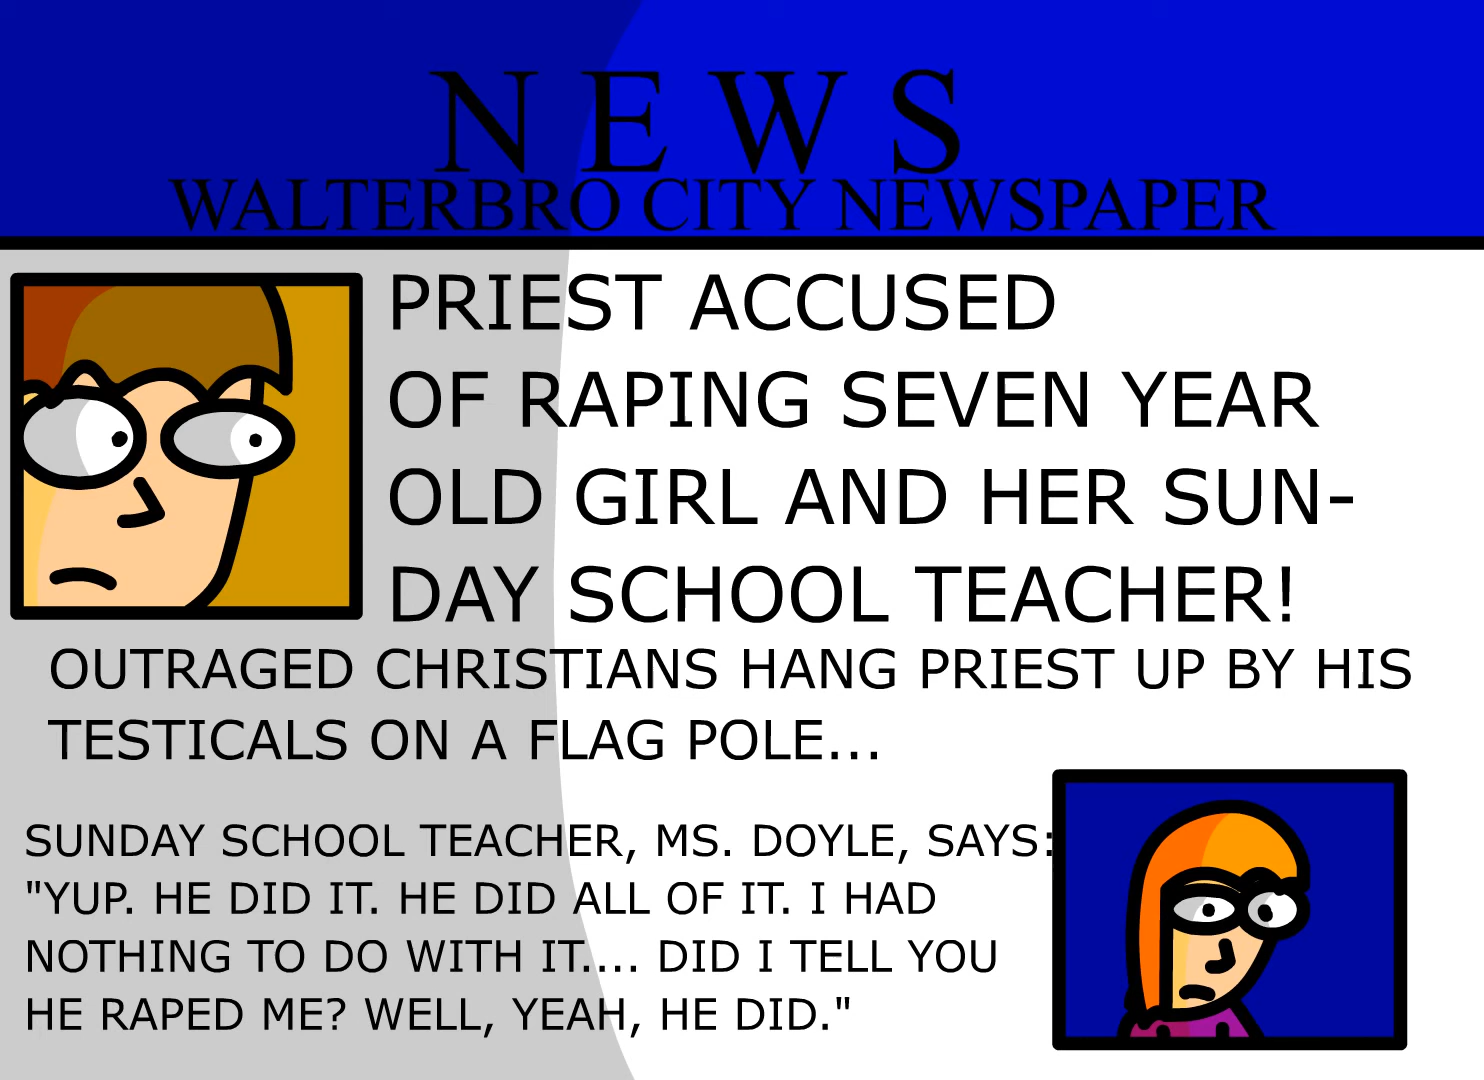 NEWS
WALTERBRO CITY NEWSPAPER
PRIEST ACCUSED
OF RAPING SEVEN YEAR
OLD GIRL AND HER SUN-
DAY SCHOOL TEACHER!
OUTRAGED CHRISTIANS HANG PRIEST UP BY HIS
TESTICALS ON A FLAG POLE...
SUNDAY SCHOOL TEACHER, MS. DOYLE, SAYS:
"YUP. HE DID IT. HE DID ALL OF IT. I HAD
NOTHING TO DO WITH IT.... DID I TELL YOU
HE RAPED ME? WELL, YEAH, HE DID."